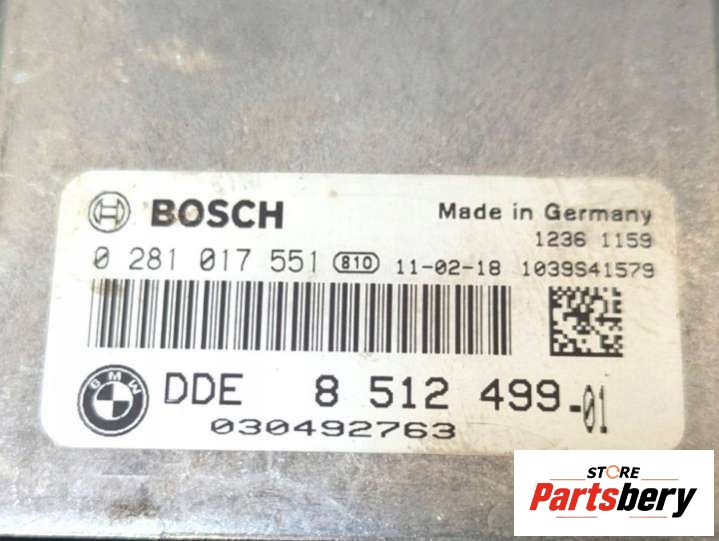 BOSCH
Made in Germany
1236 1159
0 281 017 551 810 11-02-18 1039S41579
BMW
DDE 8 512 499-01
030492763
STORE
Partsbery